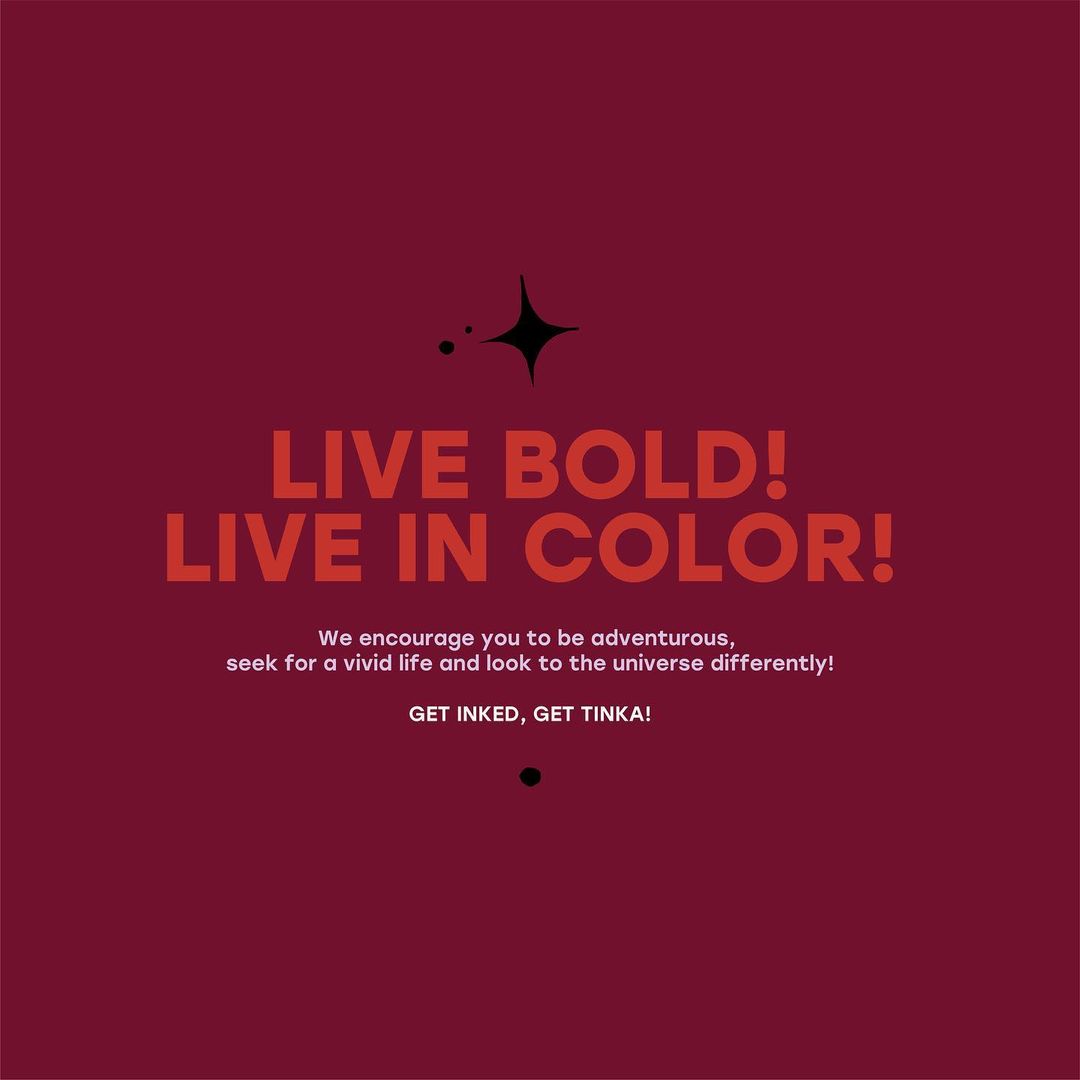 LIVE BOLD!
LIVE IN COLOR!
We encourage you to be adventurous,
seek for a vivid life and look to the universe differently!
GET INKED, GET TINKA!